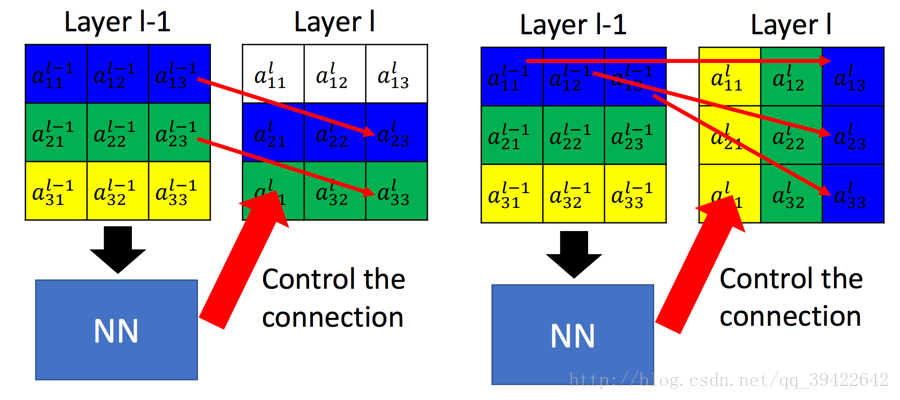 Layer l-1 Layer l
a_{11}^{l-1} a_{12}^{l-1} a_{13}^{l-1} a_{11}^{l} a_{12}^{l} a_{13}^{l}
a_{21}^{l-1} a_{22}^{l-1} a_{23}^{l-1} a_{21}^{l} a_{22}^{l} a_{23}^{l}
a_{31}^{l-1} a_{32}^{l-1} a_{33}^{l-1} a_{32}^{l} a_{33}^{l}
NN
Control the
connection
Layer l-1 Layer l
a_{11}^{l-1} a_{12}^{l-1} a_{13}^{l-1} a_{11}^{l} a_{12}^{l} a_{13}^{l}
a_{21}^{l-1} a_{22}^{l-1} a_{23}^{l-1} a_{21}^{l} a_{22}^{l} a_{23}^{l}
a_{31}^{l-1} a_{32}^{l-1} a_{33}^{l-1} a_{32}^{l} a_{33}^{l}
NN
Control the
connection
http://blog.csdn.net/qq_39422642